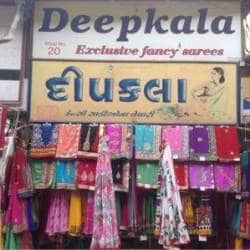 Deepkala
Shop No.
20
Exclusive fancy sarees
દીપકલા